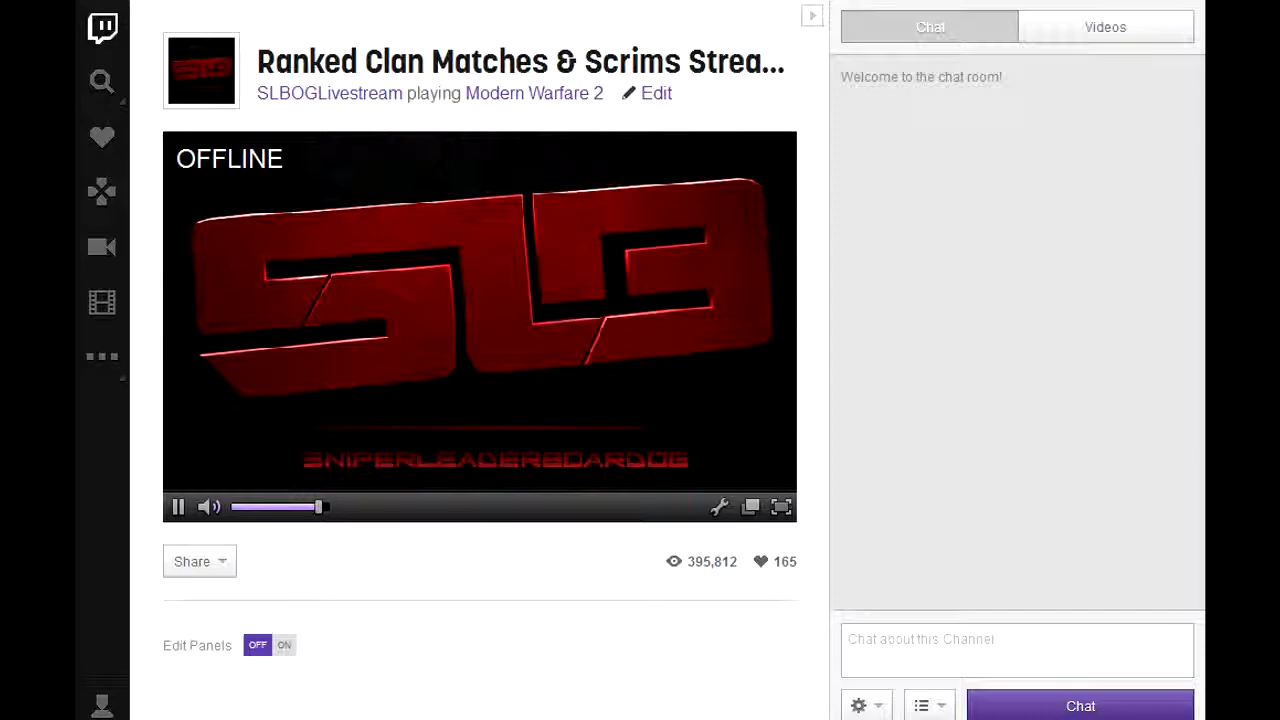 Ranked Clan Matches & Scrims Strea...
SLBOGLivestream playing Modern Warfare 2 Edit
OFFLINE
SLB
SNIPERLEADERBOARDOG
Share
395,812 165
Edit Panels OFF ON
Chat Videos
Welcome to the chat room!
Chat about this Channel
Chat